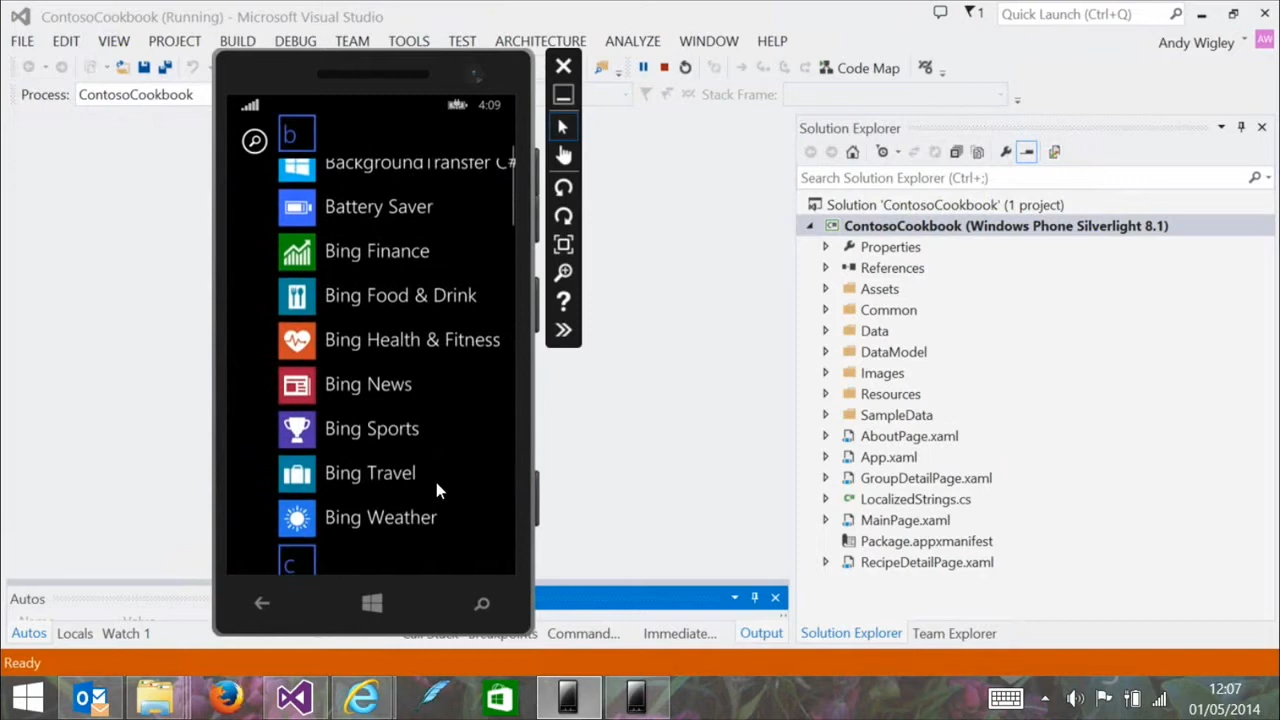 ContosoCookbook (Running) - Microsoft Visual Studio
1
Quick Launch (Ctrl+Q)
FILE EDIT VIEW PROJECT BUILD DEBUG TEAM TOOLS TEST ARCHITECTURE ANALYZE WINDOW HELP
Andy Wigley AW
Code Map
Process: ContosoCookbook
Stack Frame:
4:09
b
BackgroundTransfer C#
Battery Saver
Bing Finance
Bing Food & Drink
Bing Health & Fitness
Bing News
Bing Sports
Bing Travel
Bing Weather
c
Solution Explorer
Search Solution Explorer (Ctrl+;)
Solution 'ContosoCookbook' (1 project)
ContosoCookbook (Windows Phone Silverlight 8.1)
Properties
References
Assets
Common
Data
DataModel
Images
Resources
SampleData
AboutPage.xaml
App.xaml
GroupDetailPage.xaml
LocalizedStrings.cs
MainPage.xaml
Package.appxmanifest
RecipeDetailPage.xaml
Autos
Autos Locals Watch 1
Call Stack Breakpoints Command... Immediate... Output
Solution Explorer Team Explorer
Ready
12:07
01/05/2014